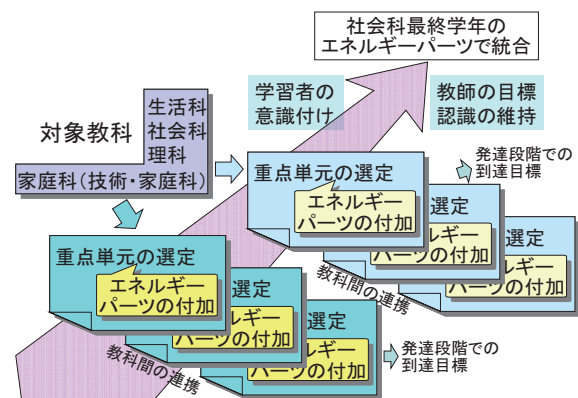 社会科最終学年の
エネルギーパーツで統合
学習者の
意識付け
教師の目標
認識の維持
対象教科
生活科
社会科
理科
家庭科(技術・家庭科)
発達段階での
到達目標
重点単元の選定
エネルギー
パーツの付加
選定
ルギー
パーツの付加
選定
ルギー
パーツの付加
教科間の連携
重点単元の選定
エネルギー
パーツの付加
選定
エネルギー
パーツの付加
選定
エネルギー
パーツの付加
教科間の連携
発達段階での
到達目標